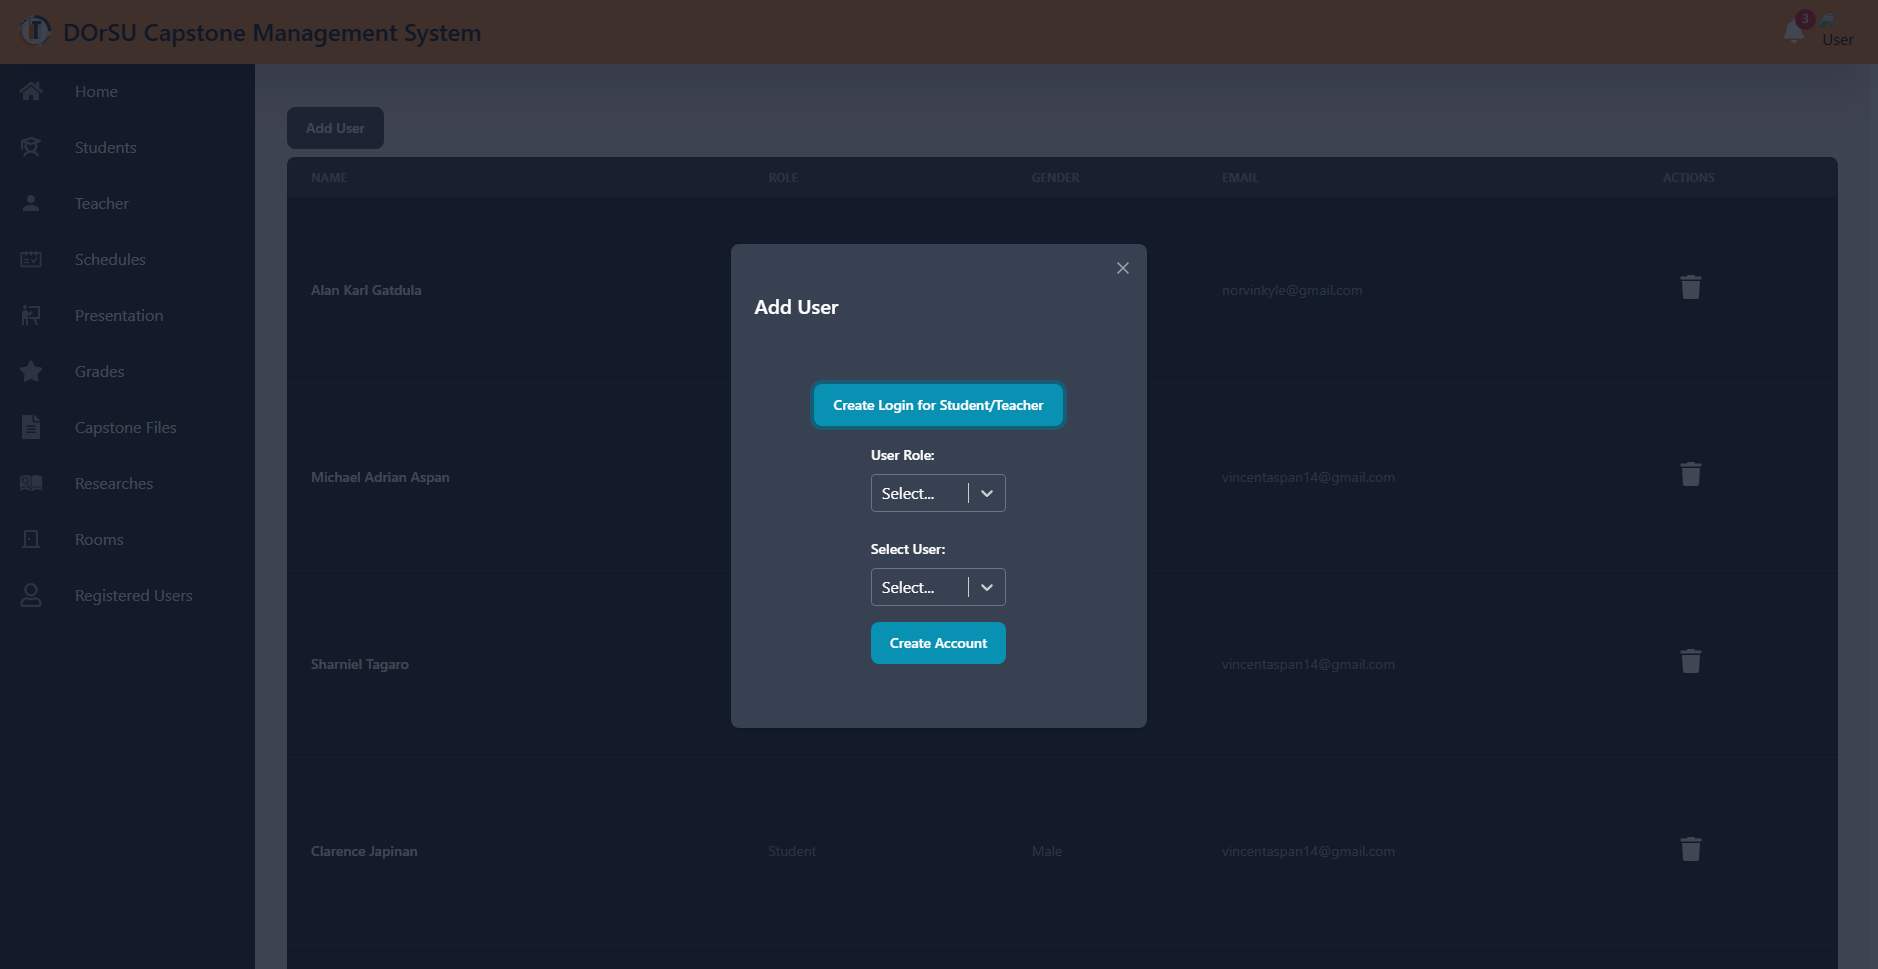 DOrSU Capstone Management System
3
User
Home
Students
Teacher
Schedules
Presentation
Grades
Capstone Files
Researches
Rooms
Registered Users
Add User
NAME ROLE GENDER EMAIL ACTIONS
Alan Karl Gatdula norvinkyle@gmail.com
Michael Adrian Aspan vincentaspan14@gmail.com
Sharniel Tagaro vincentaspan14@gmail.com
Clarence Japinan Student Male vincentaspan14@gmail.com
Add User
Create Login for Student/Teacher
User Role:
Select...
Select User:
Select...
Create Account